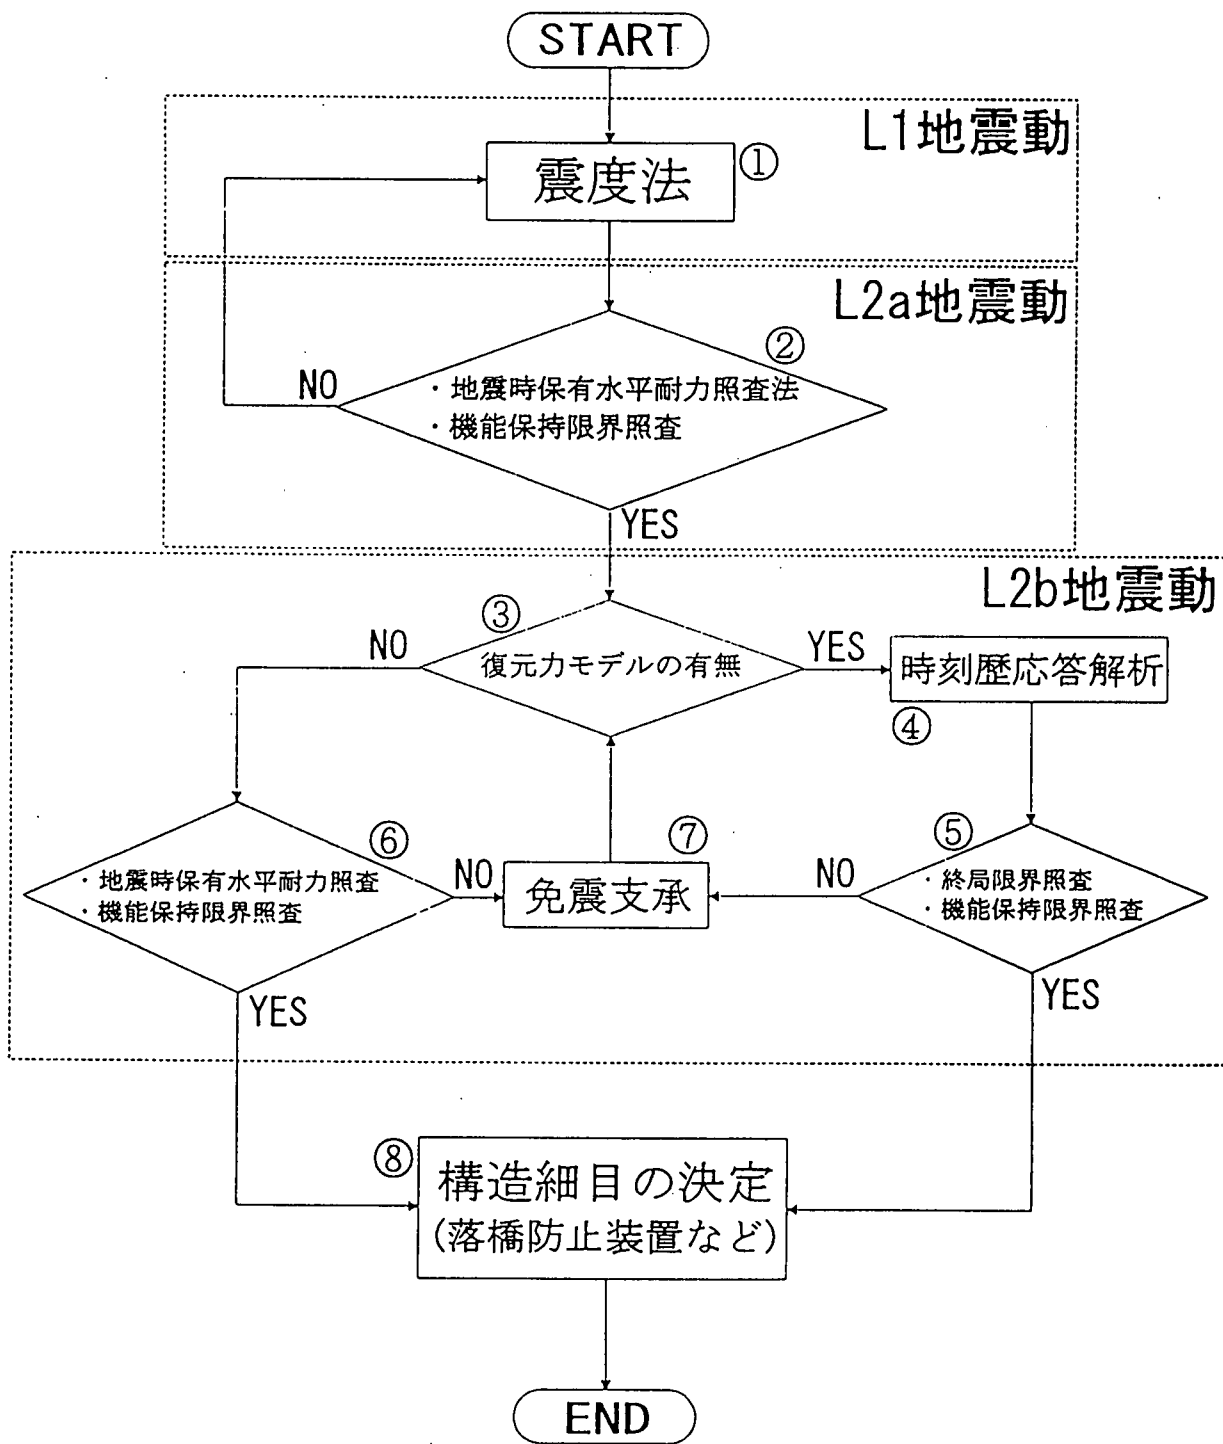 START
L1地震動
①
震度法
L2a地震動
②
NO
・地震時保有水平耐力照査法
・機能保持限界照査
YES
L2b地震動
③
NO
YES
復元力モデルの有無
時刻歴応答解析
④
⑥
⑦
⑤
・地震時保有水平耐力照査
・機能保持限界照査
NO
免震支承
NO
・終局限界照査
・機能保持限界照査
YES
YES
⑧
構造細目の決定
(落橋防止装置など)
END